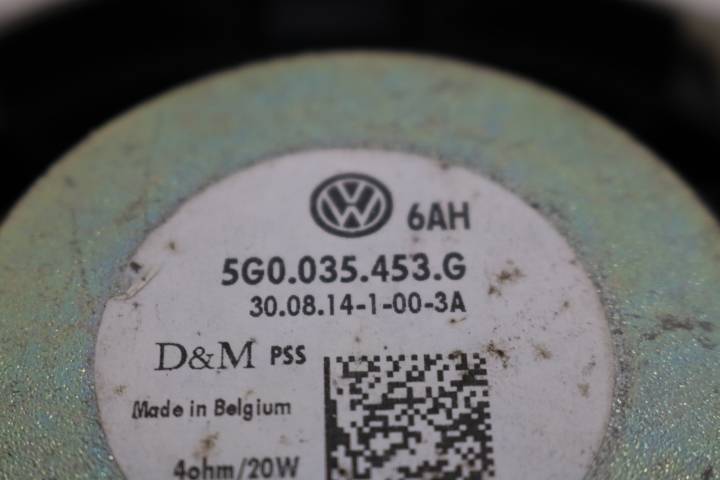 6AH
5G0.035.453.G
30.08.14-1-00-3A
D&M PSS
Made in Belgium
4ohm/20W